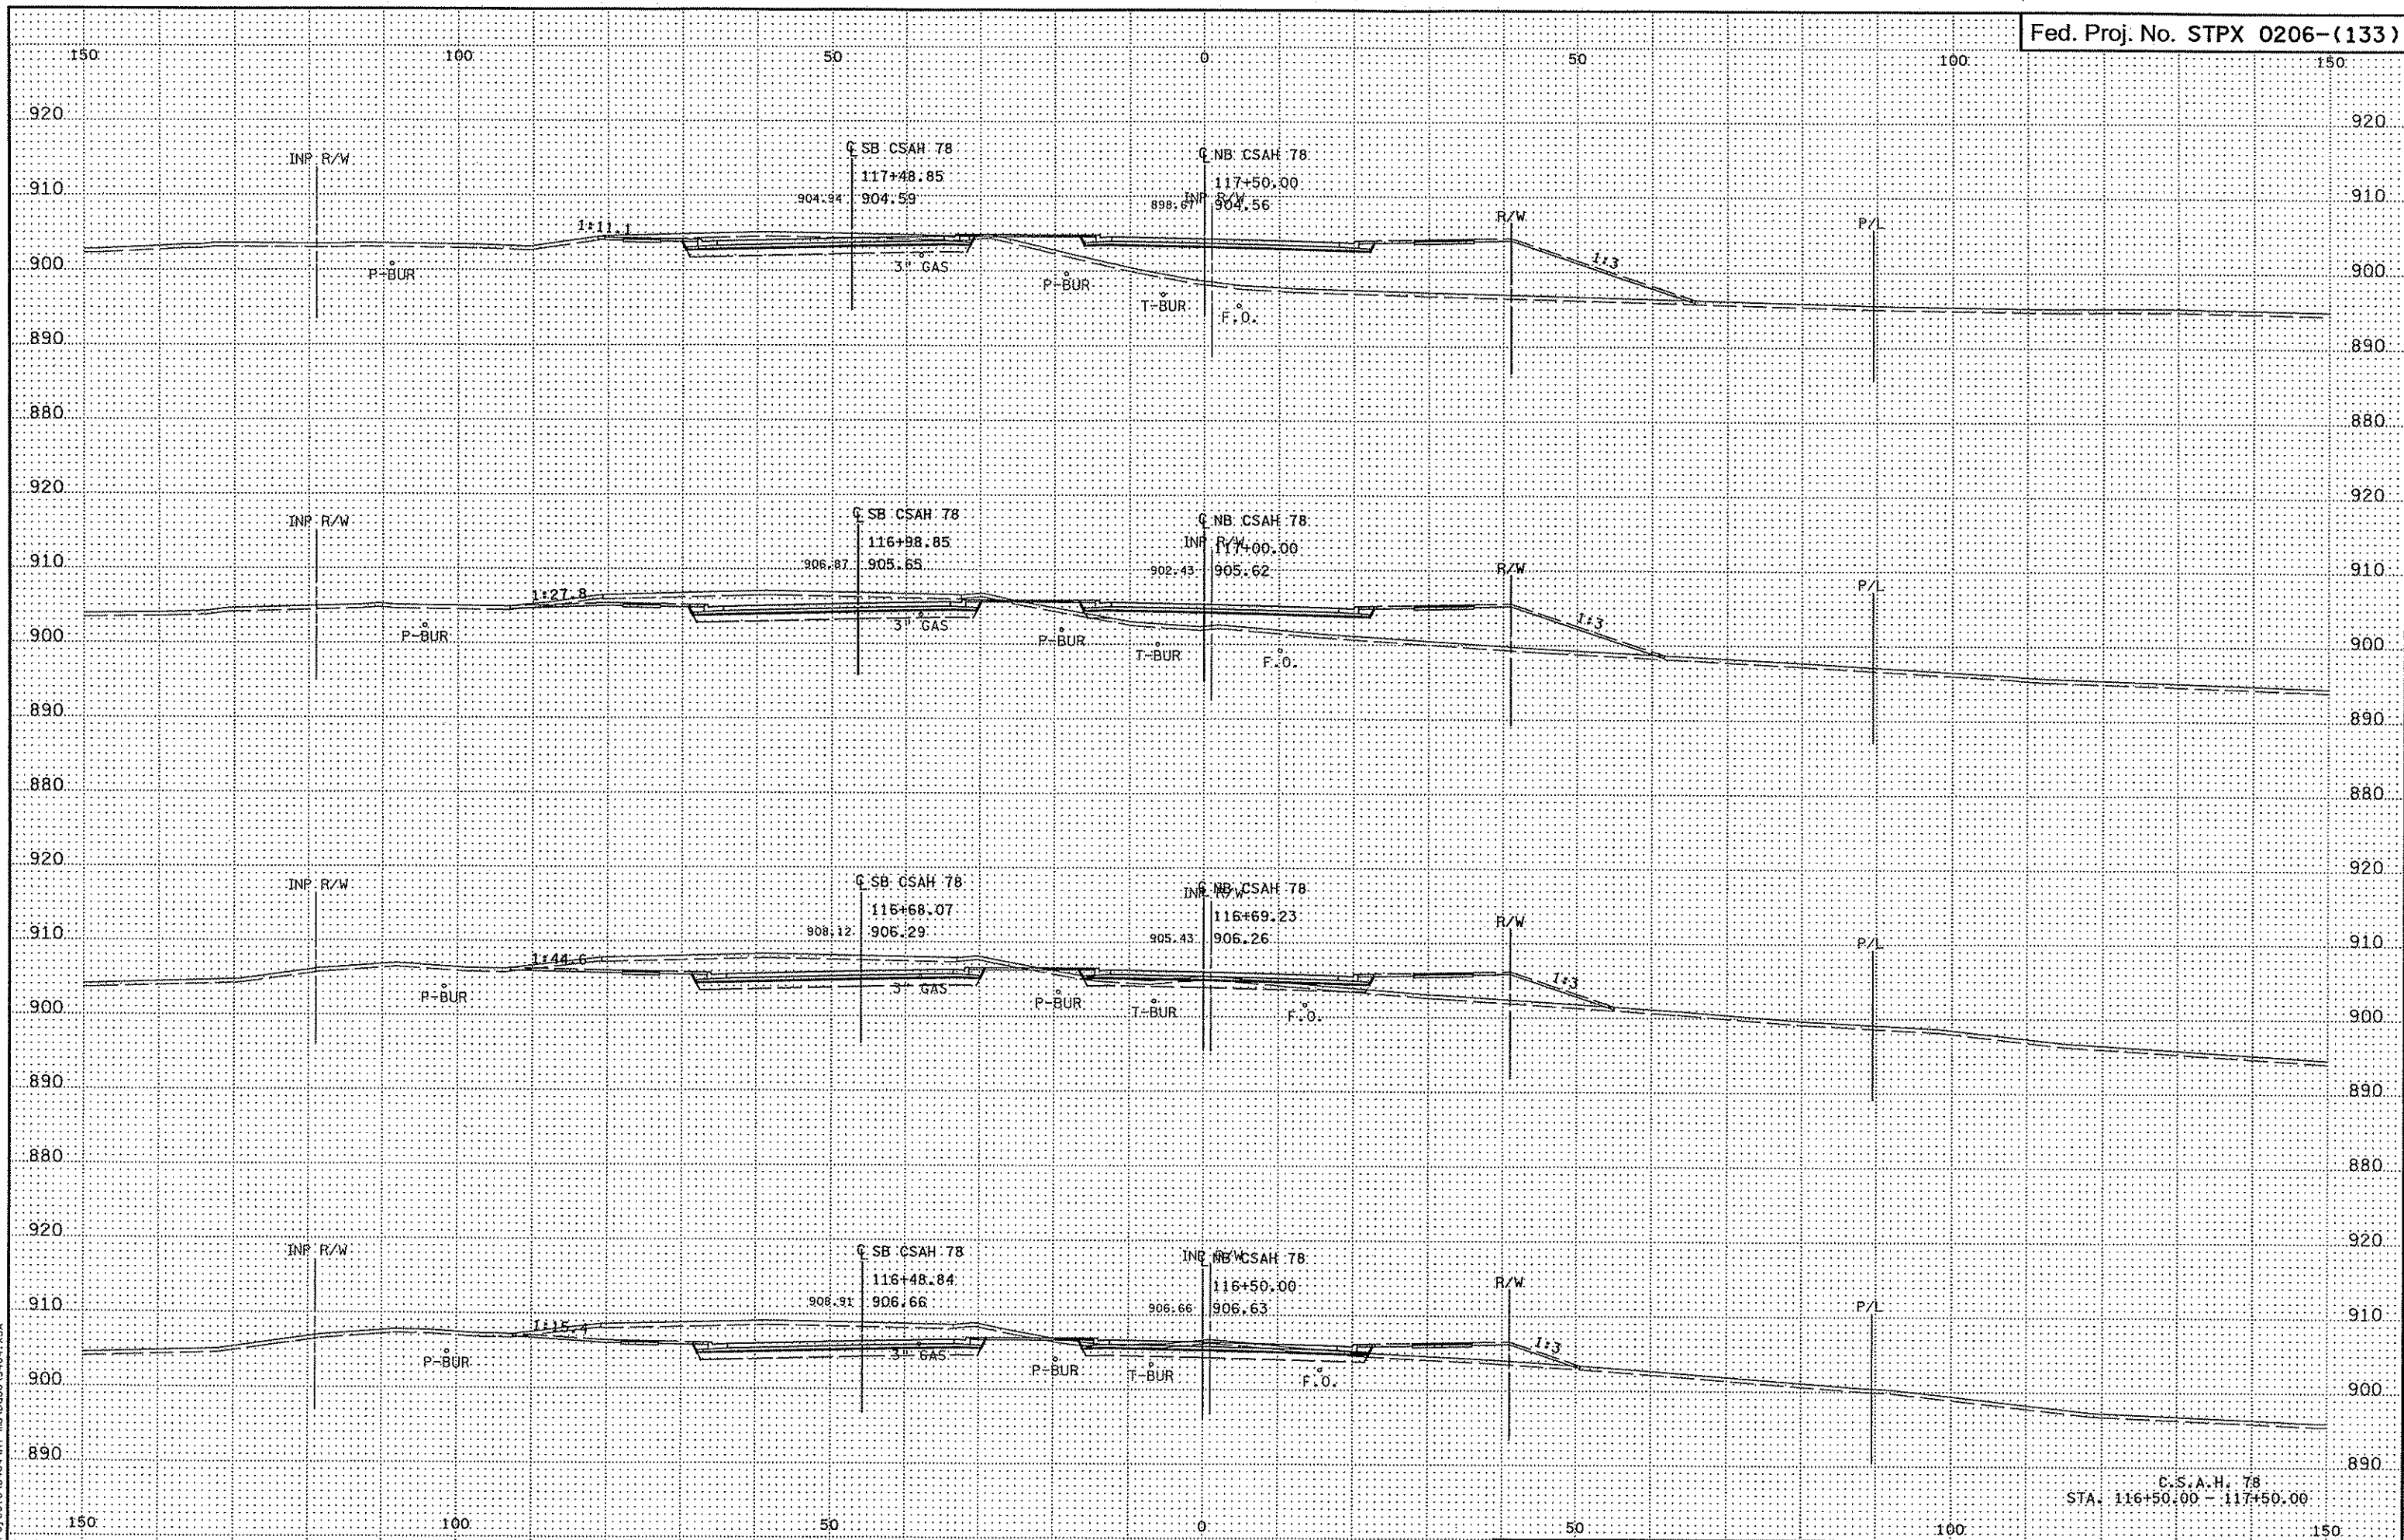 Fed. Proj. No. STPX 0206-(133)
150 100 50 0 50 100 150
920 920
INP R/W
℄ SB CSAH 78
117+48.85
904.94 904.59
℄ NB CSAH 78
117+50.00
INP R/W
898.67 904.56
910 910
R/W
P/L
1:11.1
1:3
900 900
P-BUR
3" GAS
P-BUR
T-BUR
F.O.
890 890
880 880
920 920
INP R/W
℄ SB CSAH 78
116+98.85
906.87 905.65
℄ NB CSAH 78
INP R/W
117+00.00
902.43 905.62
910 910
R/W
P/L
1:27.8
1:3
P-BUR
3" GAS
P-BUR
T-BUR
F.O.
900 900
890 890
880 880
920 920
INP R/W
℄ SB CSAH 78
116+68.07
908.12 906.29
℄ NB CSAH 78
INP R/W
116+69.23
905.43 906.26
910 910
R/W
P/L
1:44.6
1:3
P-BUR
3" GAS
P-BUR
T-BUR
F.O.
900 900
890 890
880 880
920 920
INP R/W
℄ SB CSAH 78
116+48.84
908.91 906.66
INP R/W
℄ NB CSAH 78
116+50.00
906.66 906.63
910 910
R/W
P/L
1:15.4
1:3
P-BUR
3" GAS
P-BUR
T-BUR
F.O.
900 900
890 890
C.S.A.H. 78
STA. 116+50.00 - 117+50.00
150 100 50 0 50 100 150